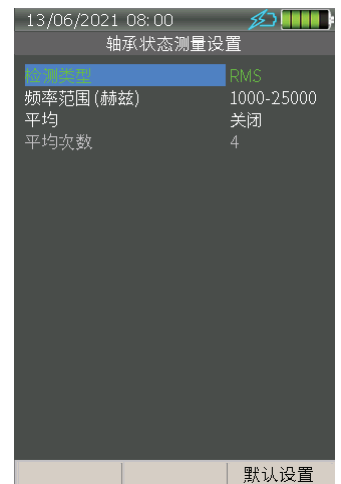 13/06/2021 08:00
轴承状态测量设置
检测类型 RMS
频率范围(赫兹) 1000-25000
平均 关闭
平均次数 4
默认设置